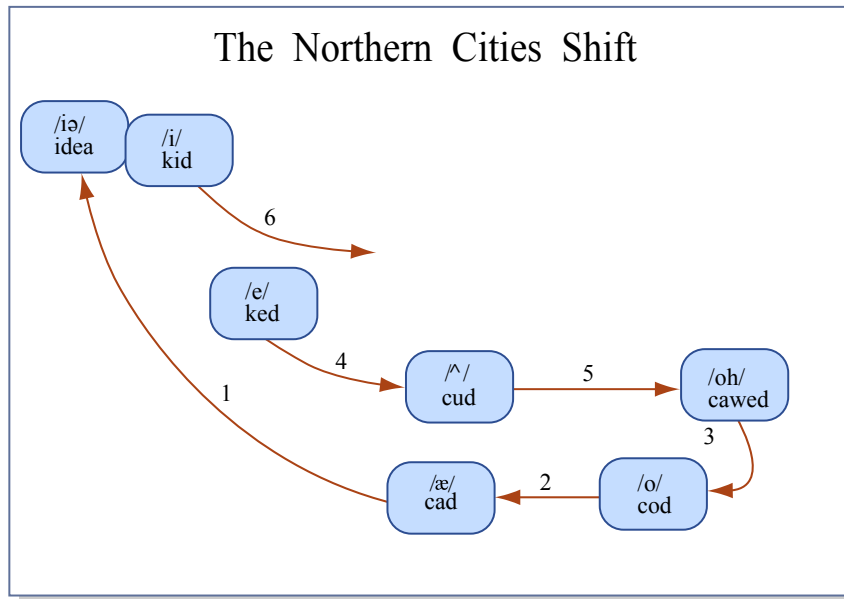 The Northern Cities Shift
/iə/
idea
/i/
kid
6
/e/
ked
4
/^/
cud
5
/oh/
cawed
1
3
/æ/
cad
2
/o/
cod